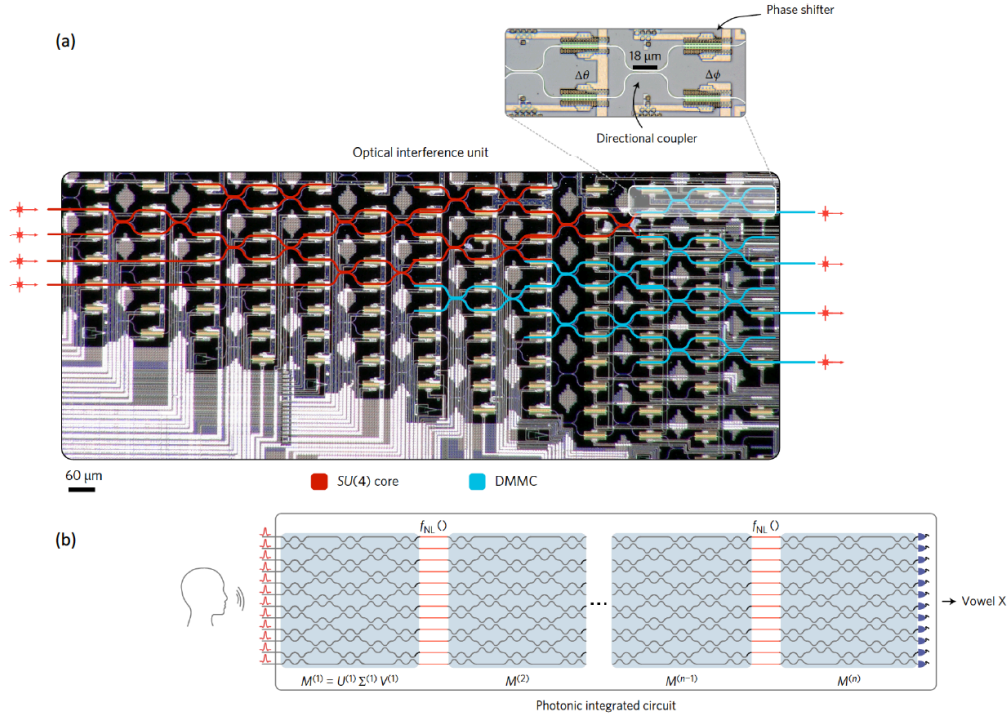 (a)
Phase shifter
18 μm
Δθ
Δϕ
Directional coupler
Optical interference unit
60 μm
SU(4) core
DMMC
(b)
f_NL ()
f_NL ()
...
Vowel X
M^(1) = U^(1) Σ^(1) V^(1)
M^(2)
M^(n−1)
M^(n)
Photonic integrated circuit